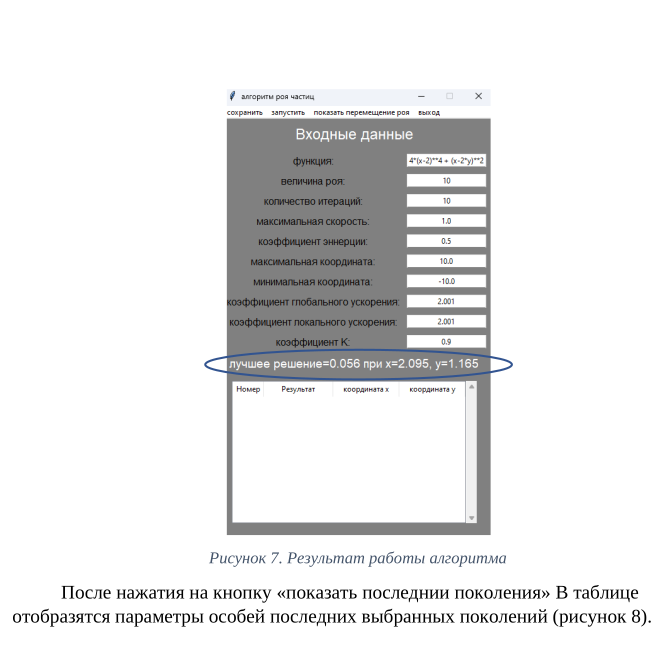 алгоритм роя частиц
сохранить запустить показать перемещение роя выход
Входные данные
функция: 4*(x-2)**4 + (x-2*y)**2
величина роя: 10
количество итераций: 10
максимальная скорость: 1.0
коэффициент эннерции: 0.5
максимальная координата: 10.0
минимальная координата: -10.0
коэффициент глобального ускорения: 2.001
коэффициент локального ускорения: 2.001
коэффициент K: 0.9
лучшее решение=0.056 при x=2.095, y=1.165
Номер Результат координата x координата y
Рисунок 7. Результат работы алгоритма
После нажатия на кнопку «показать последнии поколения» В таблице
отобразятся параметры особей последних выбранных поколений (рисунок 8).